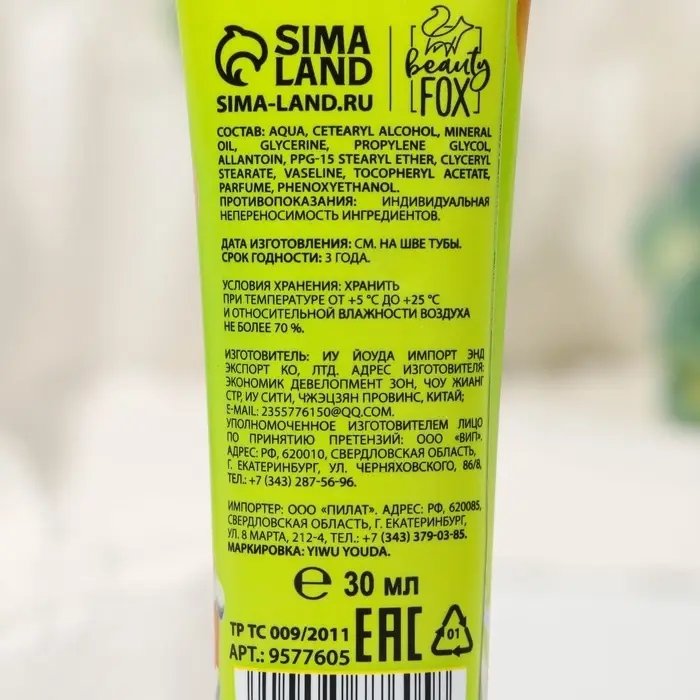 SIMA
LAND
SIMA-LAND.RU
beauty
FOX
СОСТАВ: AQUA, CETEARYL ALCOHOL, MINERAL
OIL, GLYCERINE, PROPYLENE GLYCOL,
ALLANTOIN, PPG-15 STEARYL ETHER, CLYCERYL
STEARATE, VASELINE, TOCOPHERYL ACETATE,
PARFUME, PHENOXYETHANOL.
ПРОТИВОПОКАЗАНИЯ: ИНДИВИДУАЛЬНАЯ
НЕПЕРЕНОСИМОСТЬ ИНГРЕДИЕНТОВ.
ДАТА ИЗГОТОВЛЕНИЯ: СМ. НА ШВЕ ТУБЫ.
СРОК ГОДНОСТИ: 3 ГОДА.
УСЛОВИЯ ХРАНЕНИЯ: ХРАНИТЬ
ПРИ ТЕМПЕРАТУРЕ ОТ +5 °C ДО +25 °C
И ОТНОСИТЕЛЬНОЙ ВЛАЖНОСТИ ВОЗДУХА
НЕ БОЛЕЕ 70 %.
ИЗГОТОВИТЕЛЬ: ИУ ЙОУДА ИМПОРТ ЭНД
ЭКСПОРТ КО, ЛТД. АДРЕС ИЗГОТОВИТЕЛЯ:
ЭКОНОМИК ДЕВЕЛОПМЕНТ ЗОН, ЧОУ ЖИАНГ
СТР, ИУ СИТИ, ЧЖЭЦЗЯН ПРОВИНС, КИТАЙ;
E-MAIL: 2355776150@QQ.COM.
УПОЛНОМОЧЕННОЕ ИЗГОТОВИТЕЛЕМ ЛИЦО
ПО ПРИНЯТИЮ ПРЕТЕНЗИЙ: ООО «ВИП».
АДРЕС: РФ, 620010, СВЕРДЛОВСКАЯ ОБЛАСТЬ,
Г. ЕКАТЕРИНБУРГ, УЛ. ЧЕРНЯХОВСКОГО, 86/8,
ТЕЛ.: +7 (343) 287-56-96.
ИМПОРТЕР: ООО «ПИЛАТ». АДРЕС: РФ, 620085,
СВЕРДЛОВСКАЯ ОБЛАСТЬ, Г. ЕКАТЕРИНБУРГ,
УЛ. 8 МАРТА, 212-4, ТЕЛ.: +7 (343) 379-03-85.
МАРКИРОВКА: YIWU YOUDA.
℮ 30 МЛ
ТР ТС 009/2011 EAC 01
АРТ.: 9577605